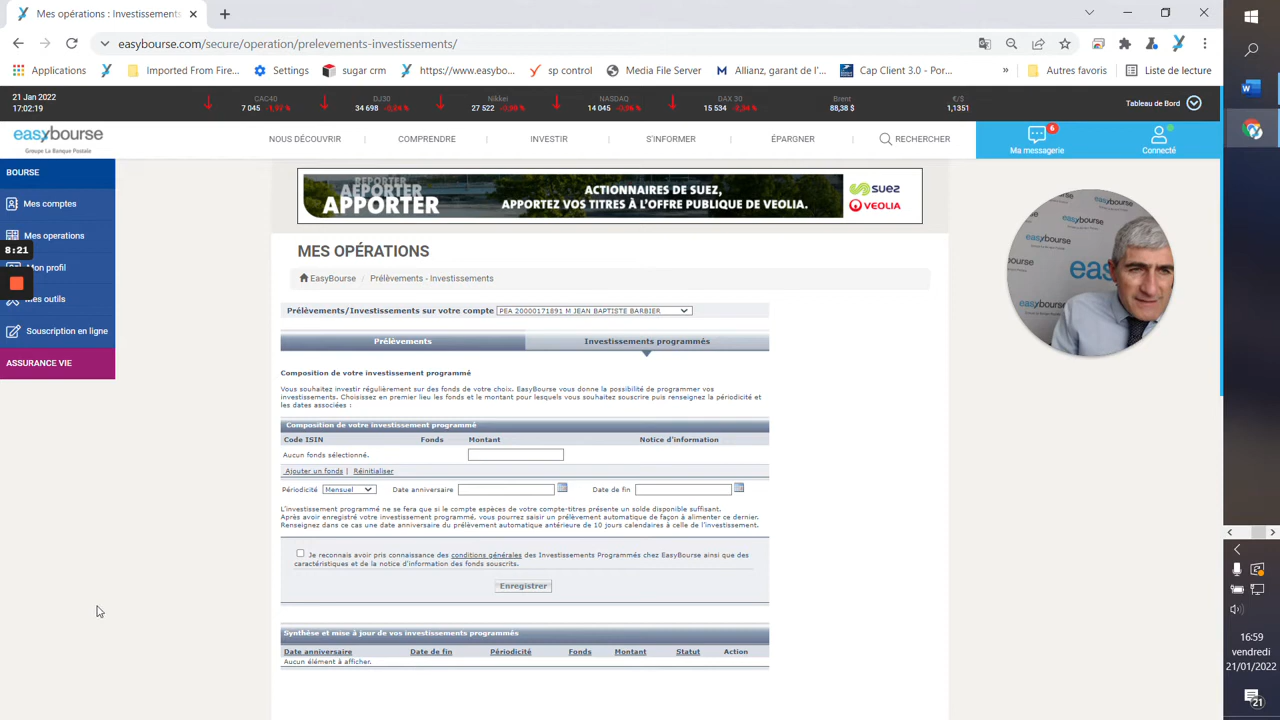 Mes opérations : Investissements
easybourse.com/secure/operation/prelevements-investissements/
Applications
Imported From Fire...
Settings
sugar crm
https://www.easybo...
sp control
Media File Server
Allianz, garant de l'...
Cap Client 3.0 - Por...
»
Autres favoris
Liste de lecture
21 Jan 2022
17:02:19
CAC40
7 045
DJ30
34 698
Nikkei
27 522
NASDAQ
14 045
DAX 30
15 534
Brent
88,38 $
€/$
1,1351
Tableau de Bord
easybourse
Groupe La Banque Postale
NOUS DÉCOUVRIR
COMPRENDRE
INVESTIR
S'INFORMER
ÉPARGNER
RECHERCHER
6
Ma messagerie
Connecté
BOURSE
Mes comptes
Mes operations
8:21
Mon profil
Mes outils
Souscription en ligne
ASSURANCE VIE
APPORTER
ACTIONNAIRES DE SUEZ,
APPORTEZ VOS TITRES À L'OFFRE PUBLIQUE DE VEOLIA.
suez
VEOLIA
MES OPÉRATIONS
EasyBourse / Prélèvements - Investissements
Prélèvements/Investissements sur votre compte PEA 20000171891 M JEAN BAPTISTE BARBIER
Prélèvements
Investissements programmés
Composition de votre investissement programmé
Vous souhaitez investir régulièrement sur des fonds de votre choix. EasyBourse vous donne la possibilité de programmer vos
investissements. Choisissez en premier lieu les fonds et le montant pour lesquels vous souhaitez souscrire puis renseignez la périodicité et
les dates associées :
Composition de votre investissement programmé
Code ISIN Fonds Montant Notice d'information
Aucun fonds sélectionné.
Ajouter un fonds | Réinitialiser
Périodicité Mensuel Date anniversaire Date de fin
L'investissement programmé ne se fera que si le compte espèces de votre compte-titres présente un solde disponible suffisant.
Après avoir enregistré votre investissement programmé, vous pourrez saisir un prélèvement automatique de façon à alimenter ce dernier.
Renseignez dans ce cas une date anniversaire du prélèvement automatique antérieure de 10 jours calendaires à celle de l'investissement.
Je reconnais avoir pris connaissance des conditions générales des Investissements Programmés chez EasyBourse ainsi que des
caractéristiques et de la notice d'information des fonds souscrits.
Enregistrer
Synthèse et mise à jour de vos investissements programmés
Date anniversaire Date de fin Périodicité Fonds Montant Statut Action
Aucun élément à afficher.
easybourse
16:59
vendredi
21/01/2022
21